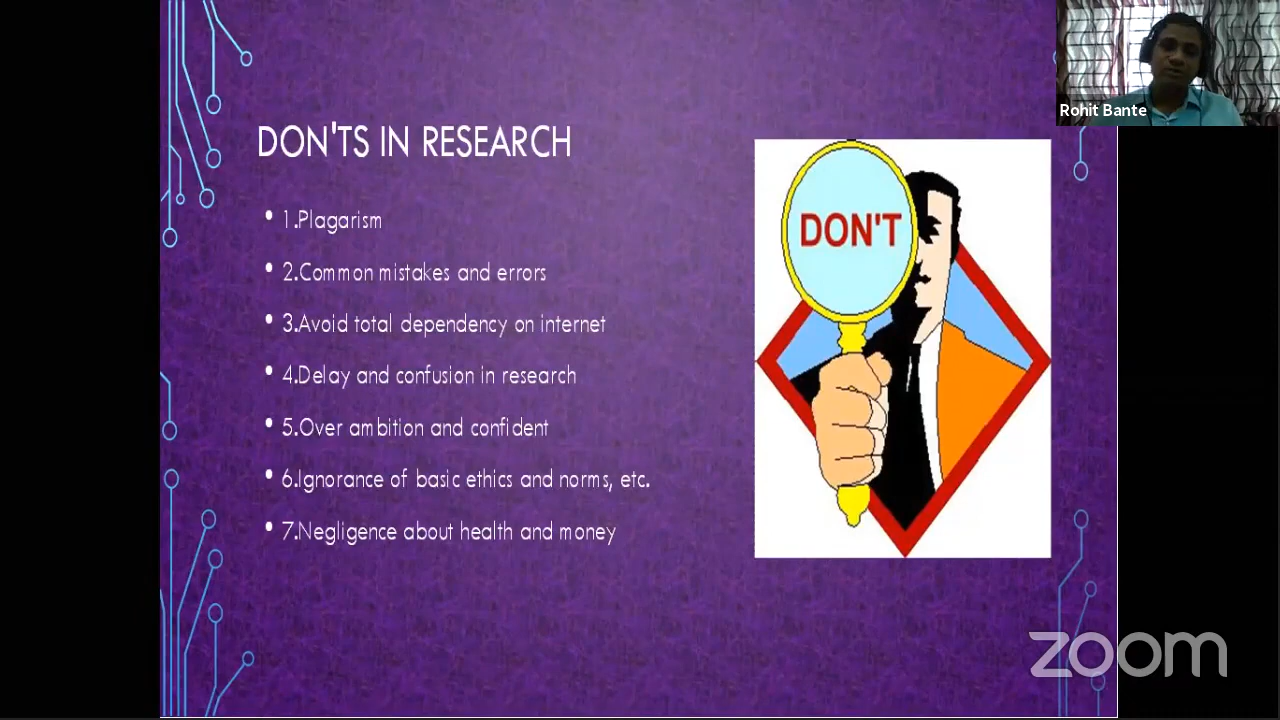 Rohit Bante
DON'TS IN RESEARCH
• 1.Plagarism
• 2.Common mistakes and errors
• 3.Avoid total dependency on internet
• 4.Delay and confusion in research
• 5.Over ambition and confident
• 6.Ignorance of basic ethics and norms, etc.
• 7.Negligence about health and money
DON'T
zoom